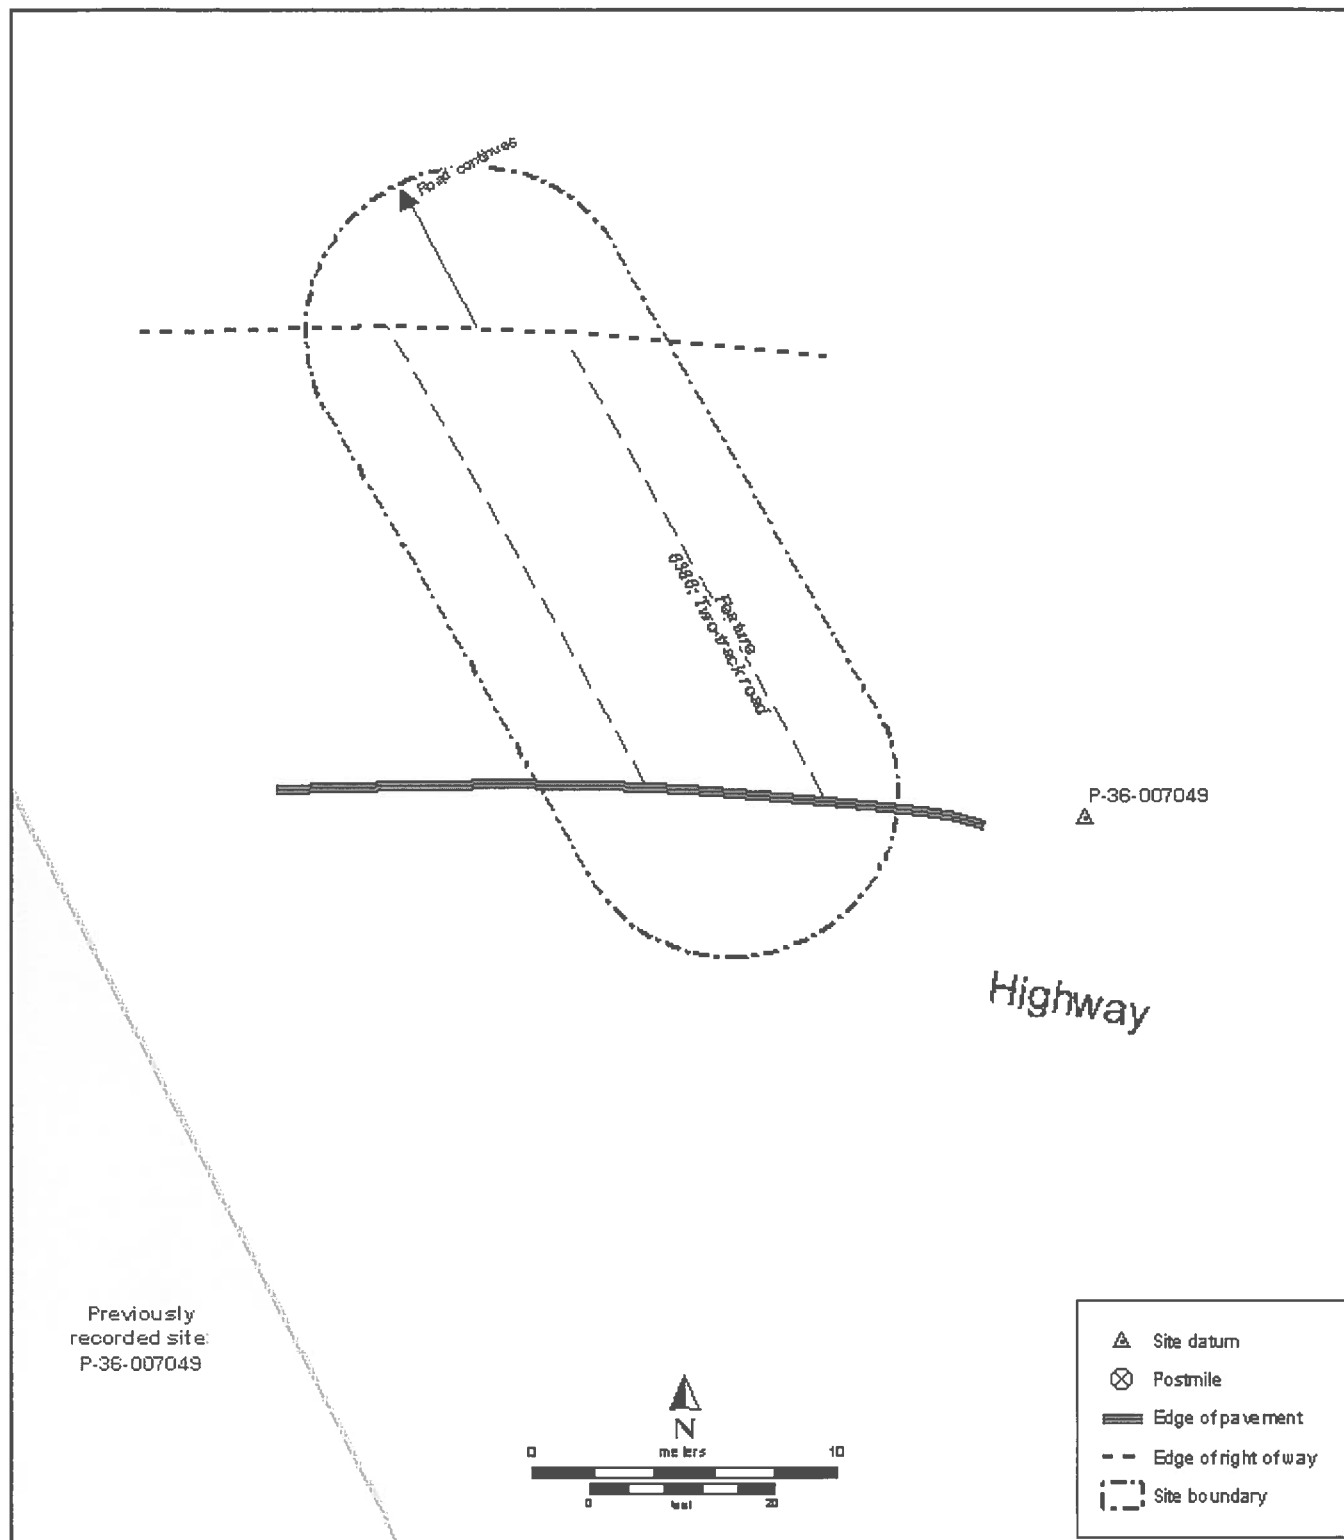 Road continues
Feature
Two-track road
P-36-007049
Highway
Previously
recorded site:
P-36-007049
N
0 meters 10
0 feet 20
Site datum
Postmile
Edge of pavement
Edge of right of way
Site boundary